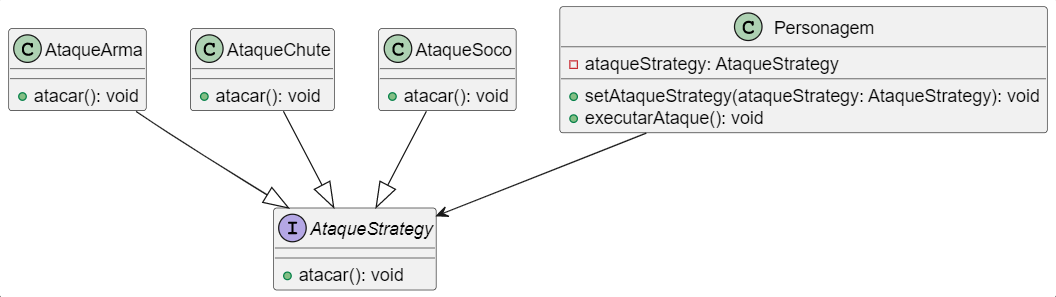 C AtaqueArma
atacar(): void
C AtaqueChute
atacar(): void
C AtaqueSoco
atacar(): void
C Personagem
ataqueStrategy: AtaqueStrategy
setAtaqueStrategy(ataqueStrategy: AtaqueStrategy): void
executarAtaque(): void
I AtaqueStrategy
atacar(): void